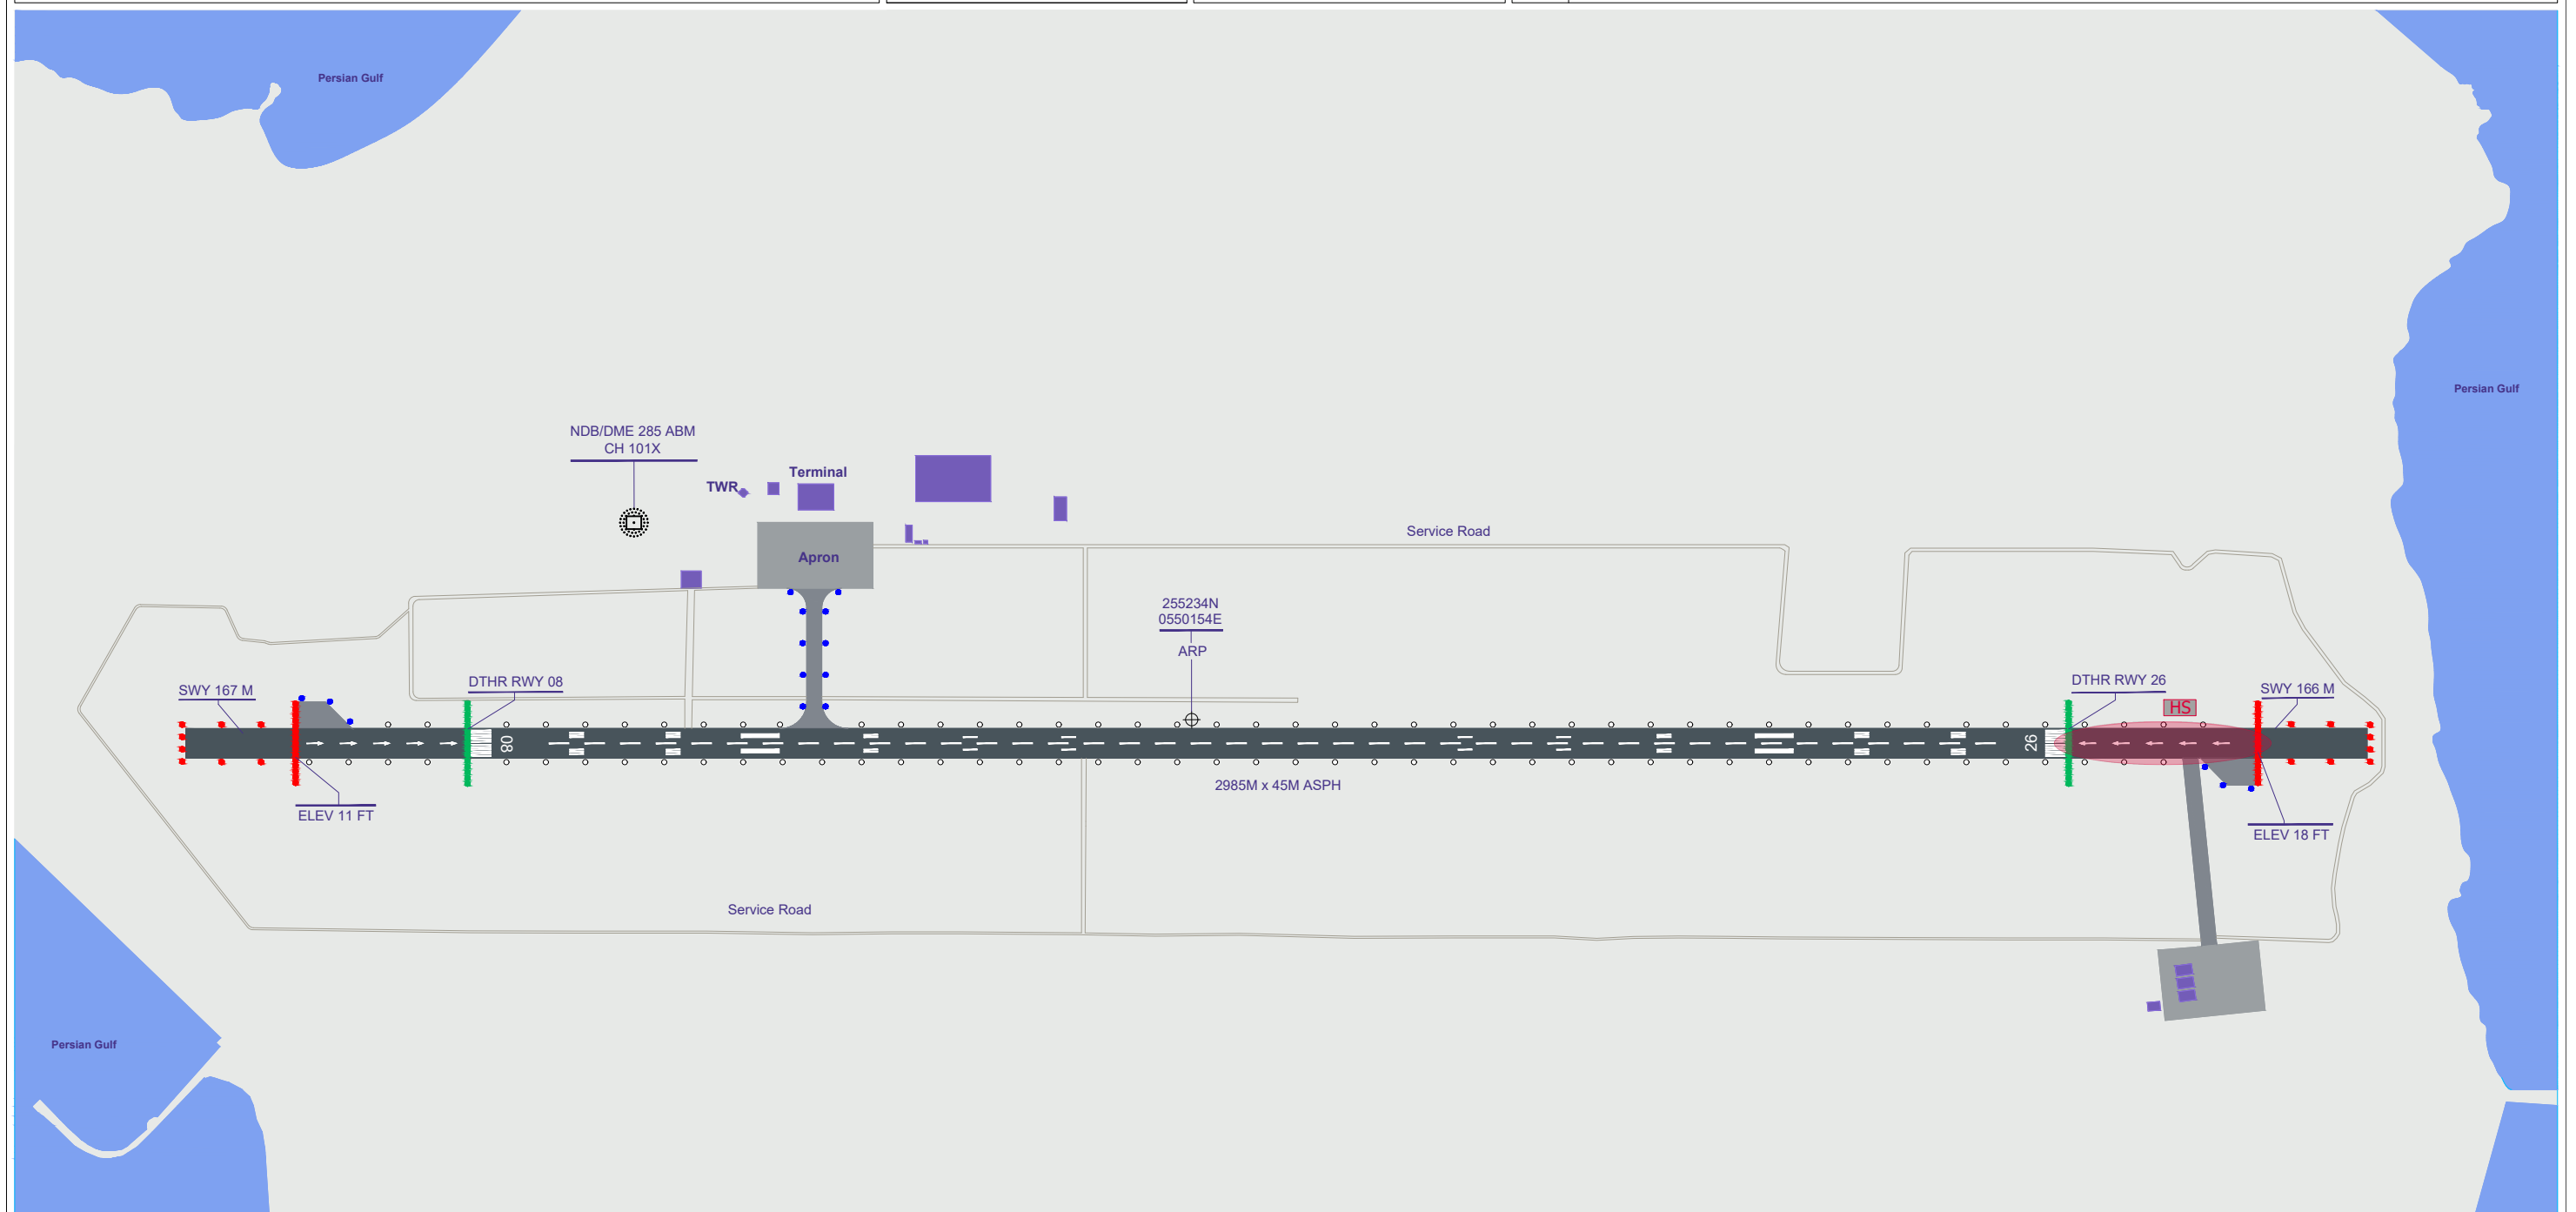 Persian Gulf
Persian Gulf
NDB/DME 285 ABM
CH 101X
Terminal
TWR
Service Road
Apron
255234N
0550154E
ARP
SWY 167 M
DTHR RWY 08
DTHR RWY 26
SWY 166 M
HS
08
26
2985M x 45M ASPH
ELEV 11 FT
ELEV 18 FT
Service Road
Persian Gulf